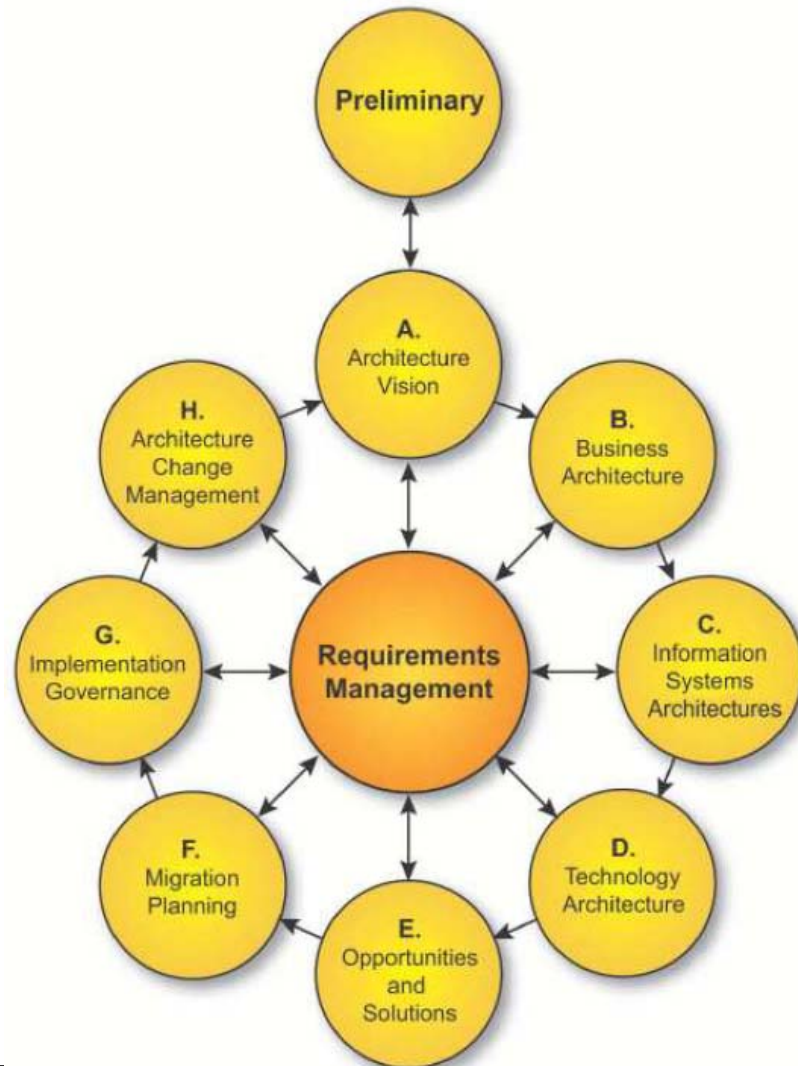 Preliminary
A.
Architecture
Vision
B.
Business
Architecture
C.
Information
Systems
Architectures
D.
Technology
Architecture
E.
Opportunities
and
Solutions
F.
Migration
Planning
G.
Implementation
Governance
H.
Architecture
Change
Management
Requirements
Management